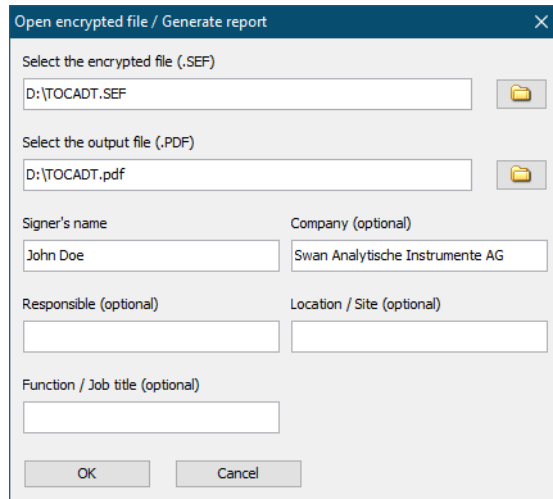 Open encrypted file / Generate report
Select the encrypted file (.SEF)
D:\TOCADT.SEF
Select the output file (.PDF)
D:\TOCADT.pdf
Signer's name Company (optional)
John Doe Swan Analytische Instrumente AG
Responsible (optional) Location / Site (optional)
Function / Job title (optional)
OK Cancel